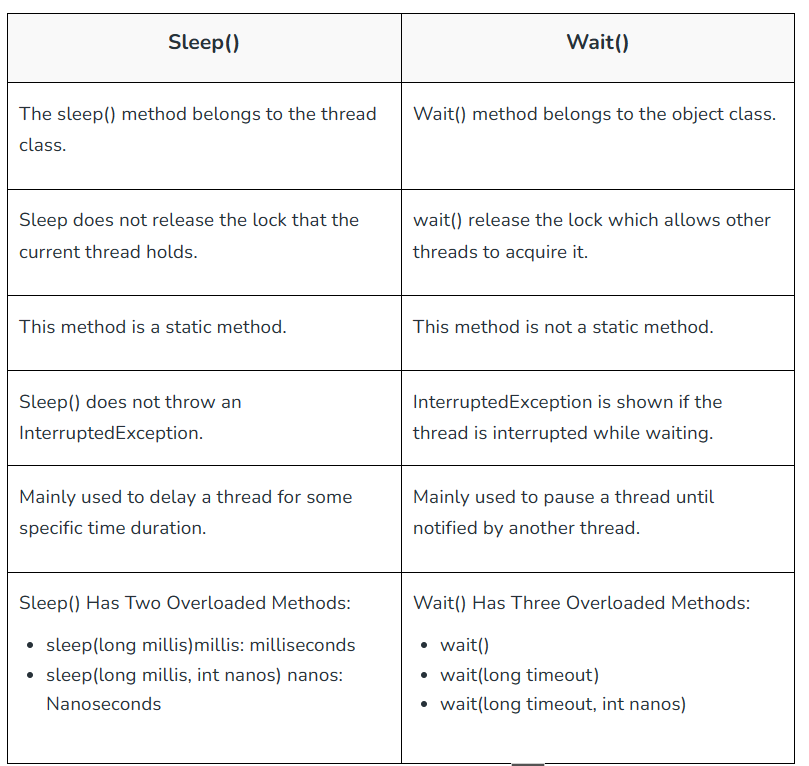 Sleep()
Wait()
The sleep() method belongs to the thread
class.
Wait() method belongs to the object class.
Sleep does not release the lock that the
current thread holds.
wait() release the lock which allows other
threads to acquire it.
This method is a static method.
This method is not a static method.
Sleep() does not throw an
InterruptedException.
InterruptedException is shown if the
thread is interrupted while waiting.
Mainly used to delay a thread for some
specific time duration.
Mainly used to pause a thread until
notified by another thread.
Sleep() Has Two Overloaded Methods:
• sleep(long millis)millis: milliseconds
• sleep(long millis, int nanos) nanos:
Nanoseconds
Wait() Has Three Overloaded Methods:
• wait()
• wait(long timeout)
• wait(long timeout, int nanos)